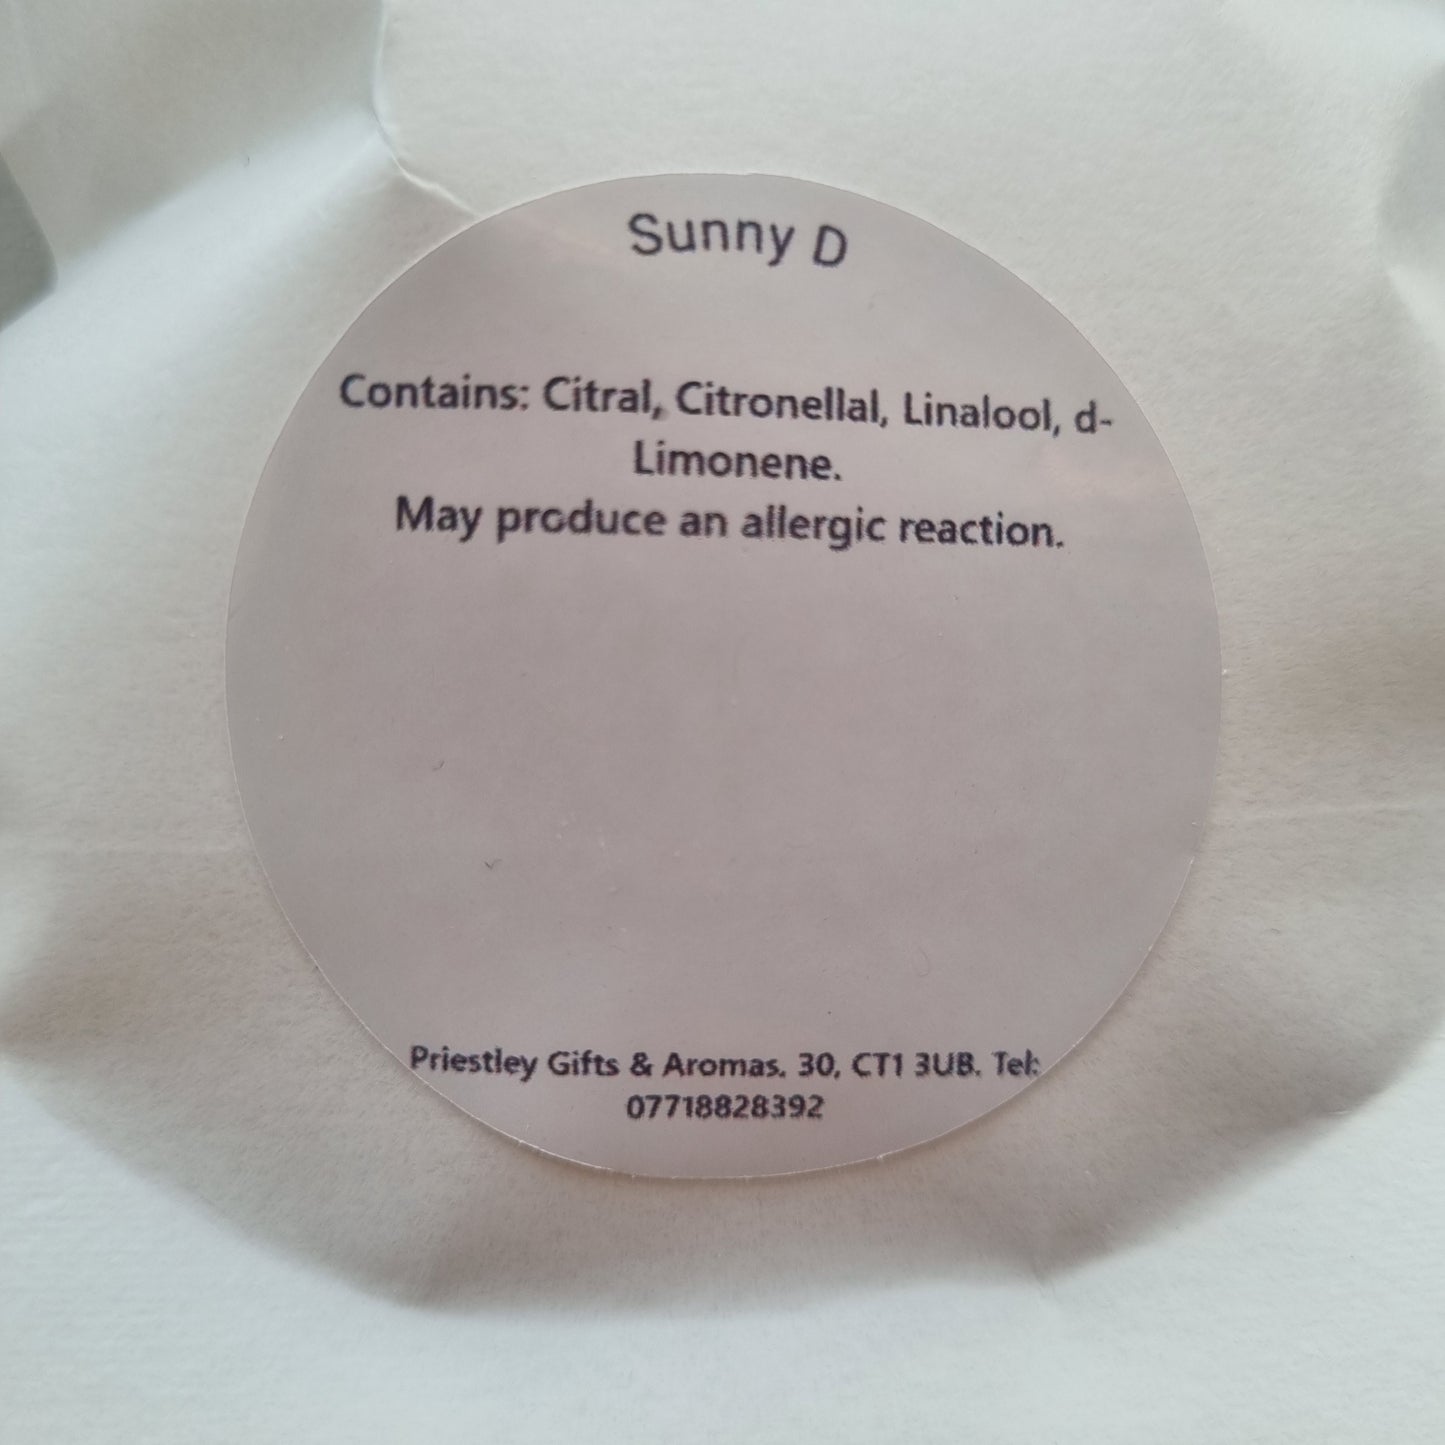 Sunny D
Contains: Citral, Citronellal, Linalool, d-
Limonene.
May produce an allergic reaction.
Priestley Gifts & Aromas. 30, CT1 3UB. Tel:
07718828392